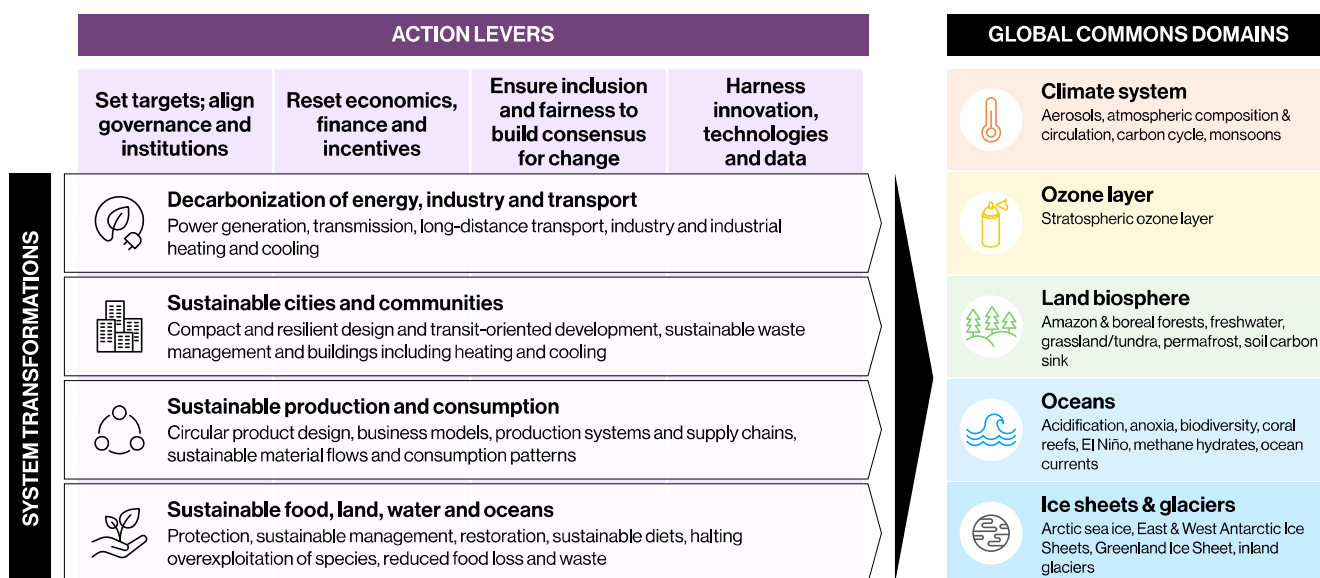 ACTION LEVERS
GLOBAL COMMONS DOMAINS
Set targets; align
governance and
institutions
Reset economics,
finance and
incentives
Ensure inclusion
and fairness to
build consensus
for change
Harness
innovation,
technologies
and data
SYSTEM TRANSFORMATIONS
Decarbonization of energy, industry and transport
Power generation, transmission, long-distance transport, industry and industrial
heating and cooling
Sustainable cities and communities
Compact and resilient design and transit-oriented development, sustainable waste
management and buildings including heating and cooling
Sustainable production and consumption
Circular product design, business models, production systems and supply chains,
sustainable material flows and consumption patterns
Sustainable food, land, water and oceans
Protection, sustainable management, restoration, sustainable diets, halting
overexploitation of species, reduced food loss and waste
Climate system
Aerosols, atmospheric composition &
circulation, carbon cycle, monsoons
Ozone layer
Stratospheric ozone layer
Land biosphere
Amazon & boreal forests, freshwater,
grassland/tundra, permafrost, soil carbon
sink
Oceans
Acidification, anoxia, biodiversity, coral
reefs, El Niño, methane hydrates, ocean
currents
Ice sheets & glaciers
Arctic sea ice, East & West Antarctic Ice
Sheets, Greenland Ice Sheet, inland
glaciers